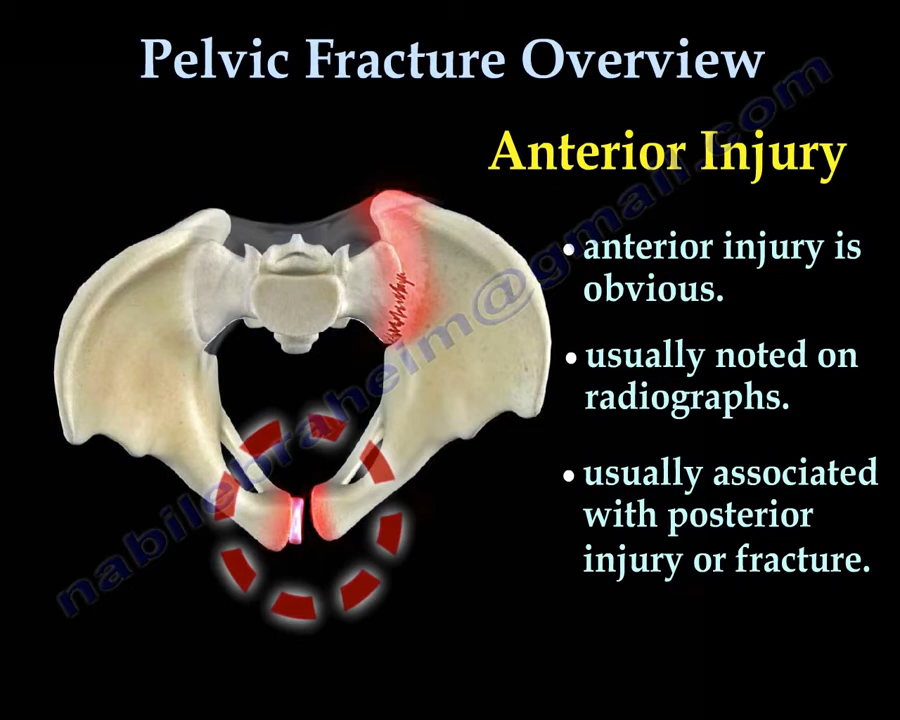 Pelvic Fracture Overview
Anterior Injury
• anterior injury is
obvious.
• usually noted on
radiographs.
• usually associated
with posterior
injury or fracture.
nabilebraheim@gmail.com